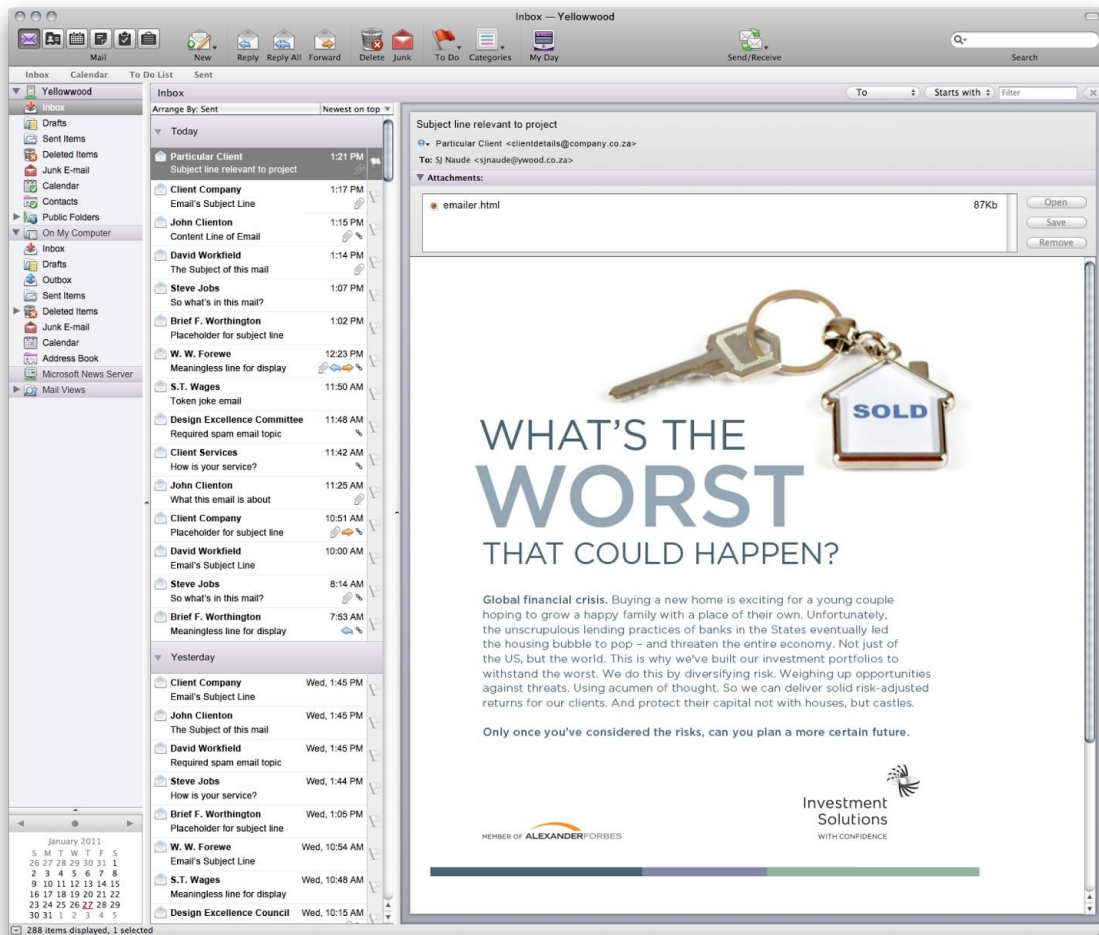 Inbox — Yellowwood
Mail
New
Reply
Reply All
Forward
Delete
Junk
To Do
Categories
My Day
Send/Receive
Search
Inbox
Calendar
To Do List
Sent
Yellowwood
Inbox
Drafts
Sent Items
Deleted Items
Junk E-mail
Calendar
Contacts
Public Folders
On My Computer
Inbox
Drafts
Outbox
Sent Items
Deleted Items
Junk E-mail
Calendar
Address Book
Microsoft News Server
Mail Views
January 2011
S M T W T F S
26 27 28 29 30 31 1
2 3 4 5 6 7 8
9 10 11 12 13 14 15
16 17 18 19 20 21 22
23 24 25 26 27 28 29
30 31 1 2 3 4 5
288 items displayed, 1 selected
Inbox
To
Starts with
Filter
Arrange By: Sent
Newest on top
Today
Particular Client 1:21 PM
Subject line relevant to project
Client Company 1:17 PM
Email's Subject Line
John Clienton 1:15 PM
Content Line of Email
David Workfield 1:14 PM
The Subject of this mail
Steve Jobs 1:07 PM
So what's in this mail?
Brief F. Worthington 1:02 PM
Placeholder for subject line
W. W. Forewe 12:23 PM
Meaningless line for display
S.T. Wages 11:50 AM
Token joke email
Design Excellence Committee 11:48 AM
Required spam email topic
Client Services 11:42 AM
How is your service?
John Clienton 11:25 AM
What this email is about
Client Company 10:51 AM
Placeholder for subject line
David Workfield 10:00 AM
Email's Subject Line
Steve Jobs 8:14 AM
So what's in this mail?
Brief F. Worthington 7:53 AM
Meaningless line for display
Yesterday
Client Company Wed, 1:45 PM
Email's Subject Line
John Clienton Wed, 1:45 PM
The Subject of this mail
David Workfield Wed, 1:45 PM
Required spam email topic
Steve Jobs Wed, 1:44 PM
How is your service?
Brief F. Worthington Wed, 1:05 PM
Placeholder for subject line
W. W. Forewe Wed, 10:54 AM
Email's Subject Line
S.T. Wages Wed, 10:48 AM
Meaningless line for display
Design Excellence Council Wed, 10:15 AM
Subject line relevant to project
Particular Client <clientdetails@company.co.za>
To: SJ Naude <sjnaude@ywood.co.za>
Attachments:
emailer.html 87Kb
Open
Save
Remove
SOLD
WHAT'S THE
WORST
THAT COULD HAPPEN?
Global financial crisis. Buying a new home is exciting for a young couple
hoping to grow a happy family with a place of their own. Unfortunately,
the unscrupulous lending practices of banks in the States eventually led
the housing bubble to pop – and threaten the entire economy. Not just of
the US, but the world. This is why we've built our investment portfolios to
withstand the worst. We do this by diversifying risk. Weighing up opportunities
against threats. Using acumen of thought. So we can deliver solid risk-adjusted
returns for our clients. And protect their capital not with houses, but castles.
Only once you've considered the risks, can you plan a more certain future.
MEMBER OF ALEXANDERFORBES
Investment
Solutions
WITH CONFIDENCE